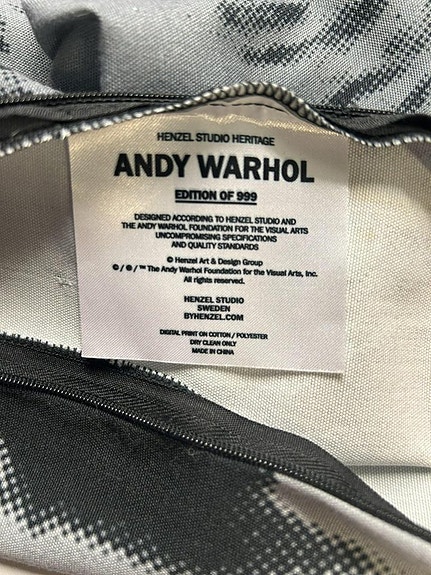 HENZEL STUDIO HERITAGE
ANDY WARHOL
EDITION OF 999
DESIGNED ACCORDING TO HENZEL STUDIO AND
THE ANDY WARHOL FOUNDATION FOR THE VISUAL ARTS
UNCOMPROMISING SPECIFICATIONS
AND QUALITY STANDARDS
© Henzel Art & Design Group
© / ® / ™ The Andy Warhol Foundation for the Visual Arts, Inc.
All rights reserved.
HENZEL STUDIO
SWEDEN
BYHENZEL.COM
DIGITAL PRINT ON COTTON / POLYESTER
DRY CLEAN ONLY
MADE IN CHINA